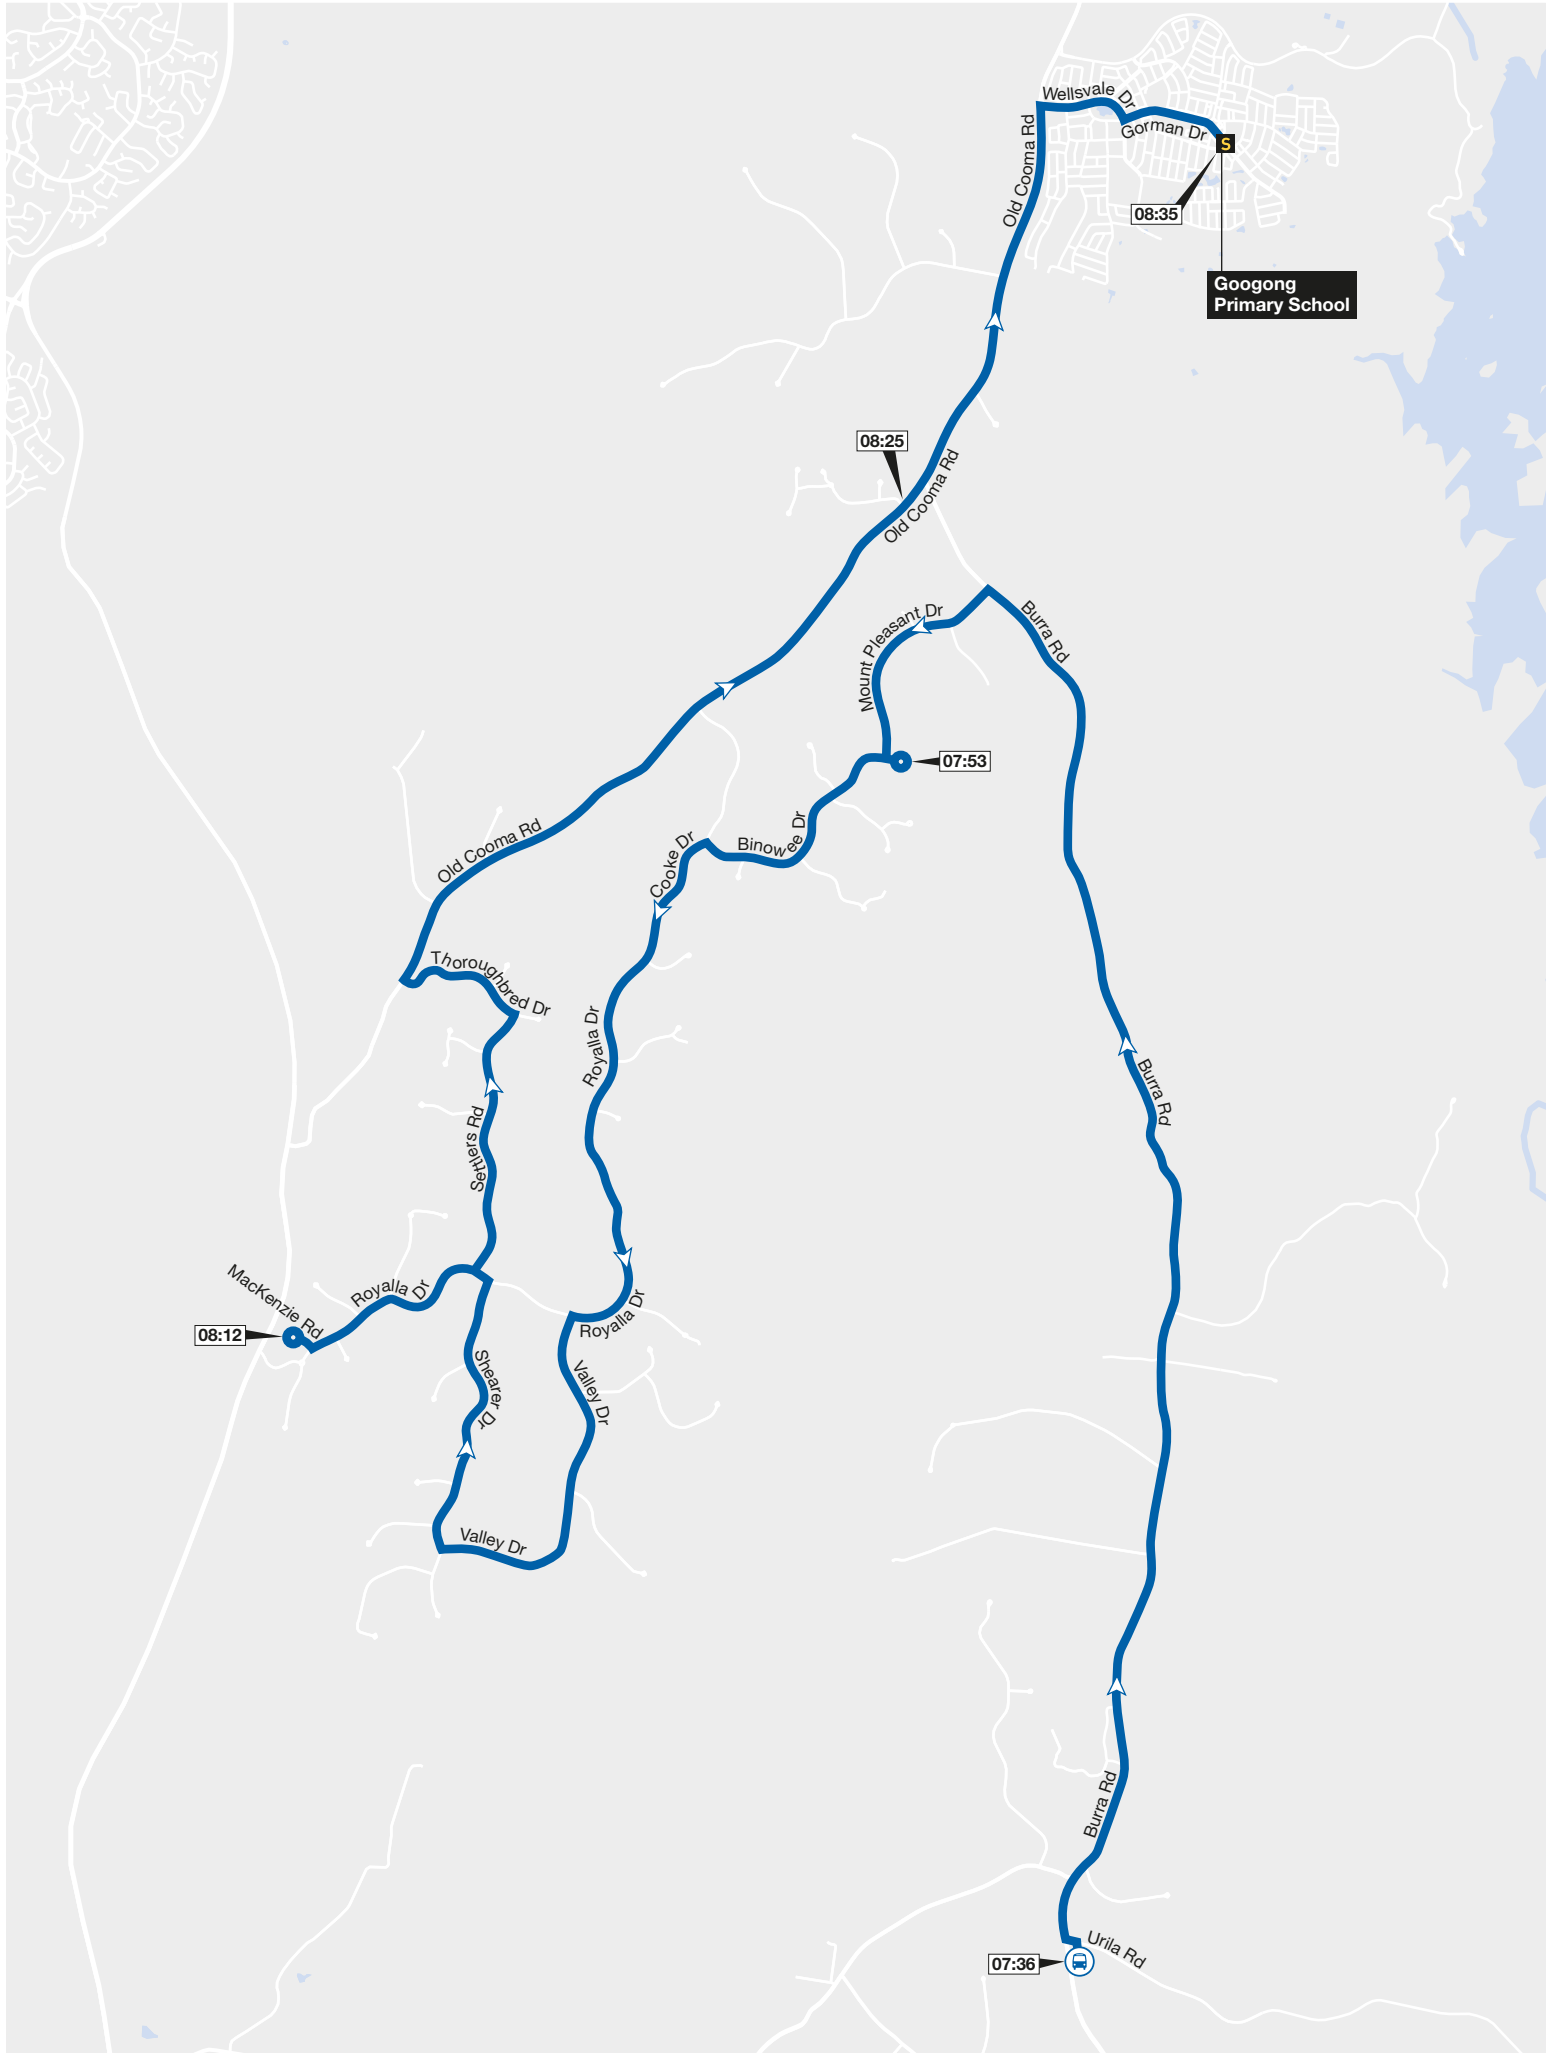 Wellsvale Dr
Gorman Dr
S
Old Cooma Rd
08:35
Googong
Primary School
08:25
Old Cooma Rd
Mount Pleasant Dr
Burra Rd
07:53
Binowee Dr
Old Cooma Rd
Cooke Dr
Thoroughbred Dr
Royalla Dr
Burra Rd
Settlers Rd
MacKenzie Rd
Royalla Dr
08:12
Royalla Dr
Shearer Dr
Valley Dr
Valley Dr
Burra Rd
Urila Rd
07:36